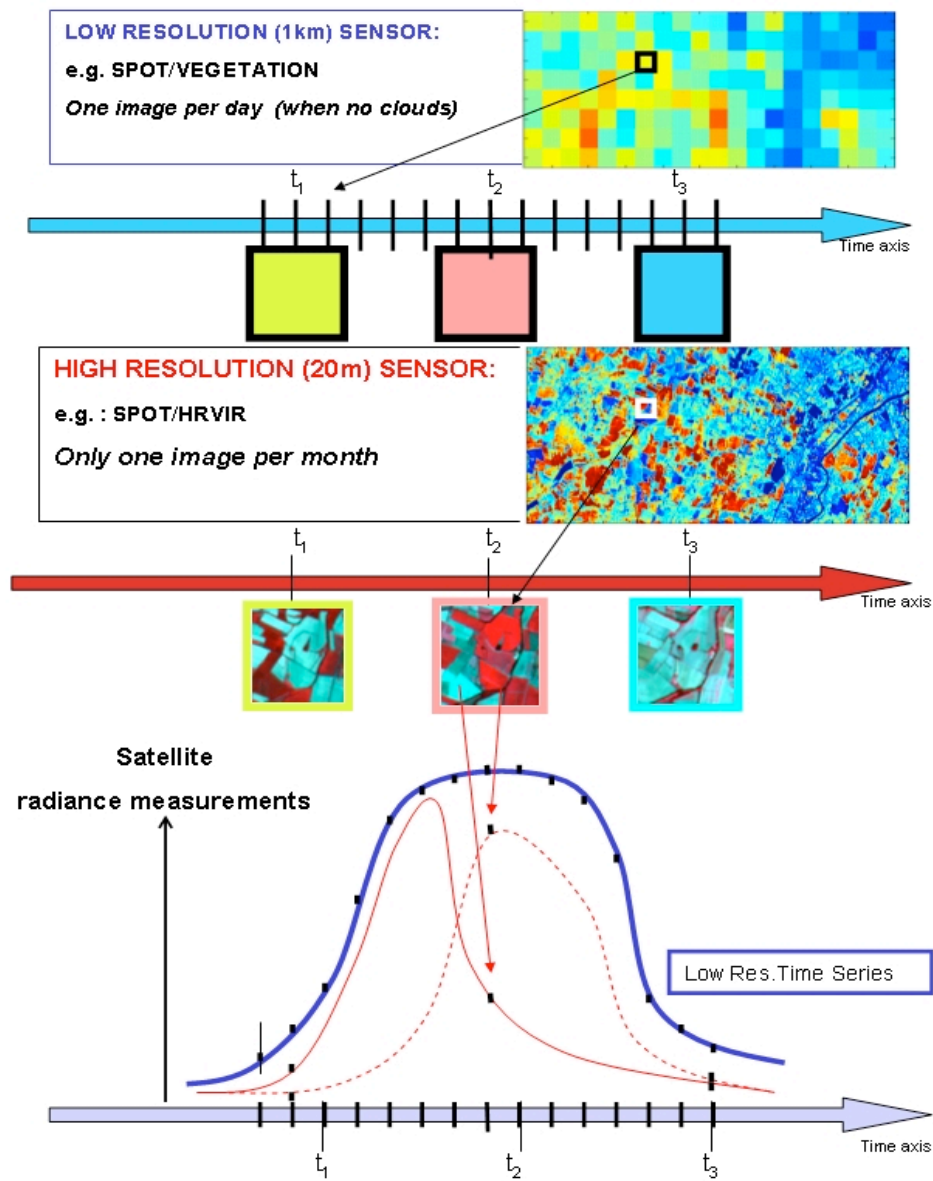 LOW RESOLUTION (1km) SENSOR:
e.g. SPOT/VEGETATION
One image per day (when no clouds)
t1 t2 t3
Time axis
HIGH RESOLUTION (20m) SENSOR:
e.g. : SPOT/HRVIR
Only one image per month
t1 t2 t3
Time axis
Satellite
radiance measurements
Low Res.Time Series
Time axis
t1 t2 t3